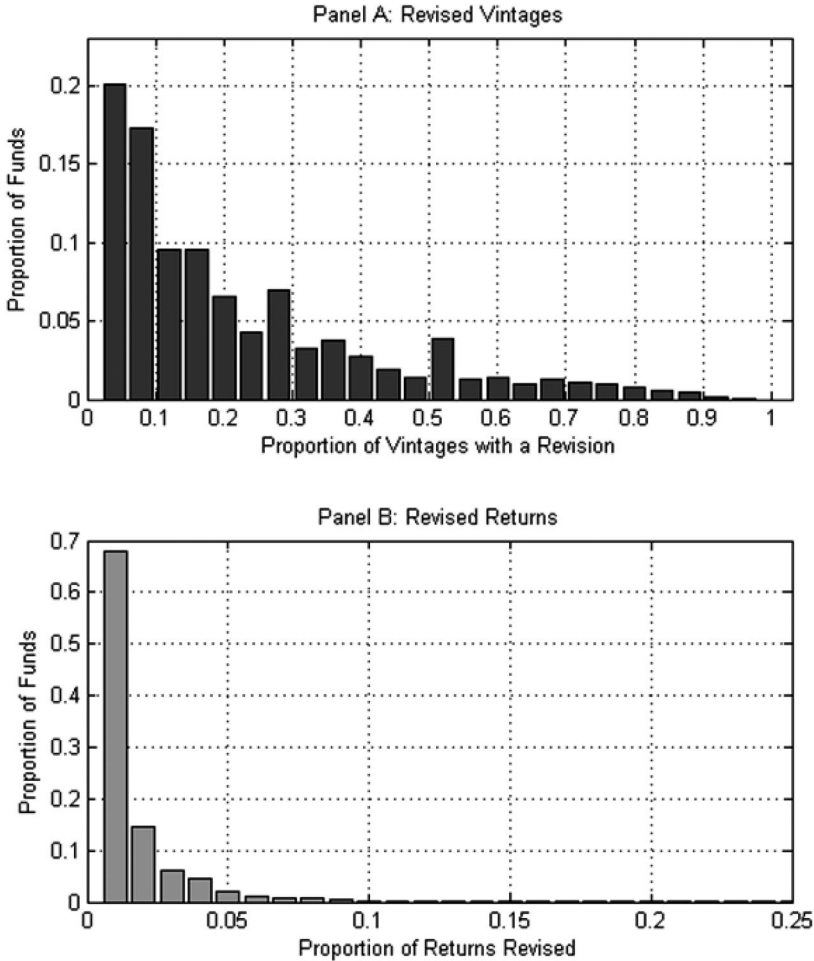 Panel A: Revised Vintages
Proportion of Funds
0.2
0.15
0.1
0.05
0
0 0.1 0.2 0.3 0.4 0.5 0.6 0.7 0.8 0.9 1
Proportion of Vintages with a Revision
Panel B: Revised Returns
Proportion of Funds
0.7
0.6
0.5
0.4
0.3
0.2
0.1
0
0 0.05 0.1 0.15 0.2 0.25
Proportion of Returns Revised